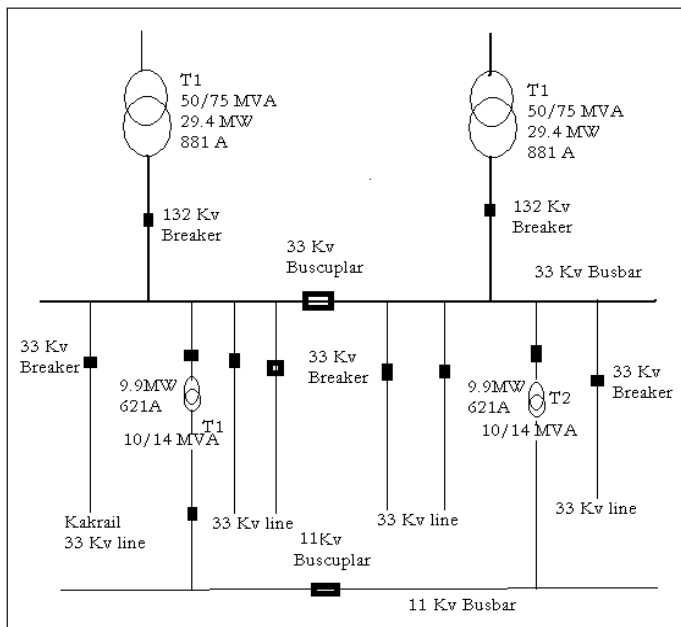 T1
50/75 MVA
29.4 MW
881 A
T1
50/75 MVA
29.4 MW
881 A
132 Kv
Breaker
132 Kv
Breaker
33 Kv
Buscuplar
33 Kv Busbar
33 Kv
Breaker
9.9MW
621A
T1
10/14 MVA
33 Kv
Breaker
9.9MW
621A
T2
10/14 MVA
33 Kv
Breaker
Kakrail
33 Kv line
33 Kv line
33 Kv line
33 Kv line
11Kv
Buscuplar
11 Kv Busbar